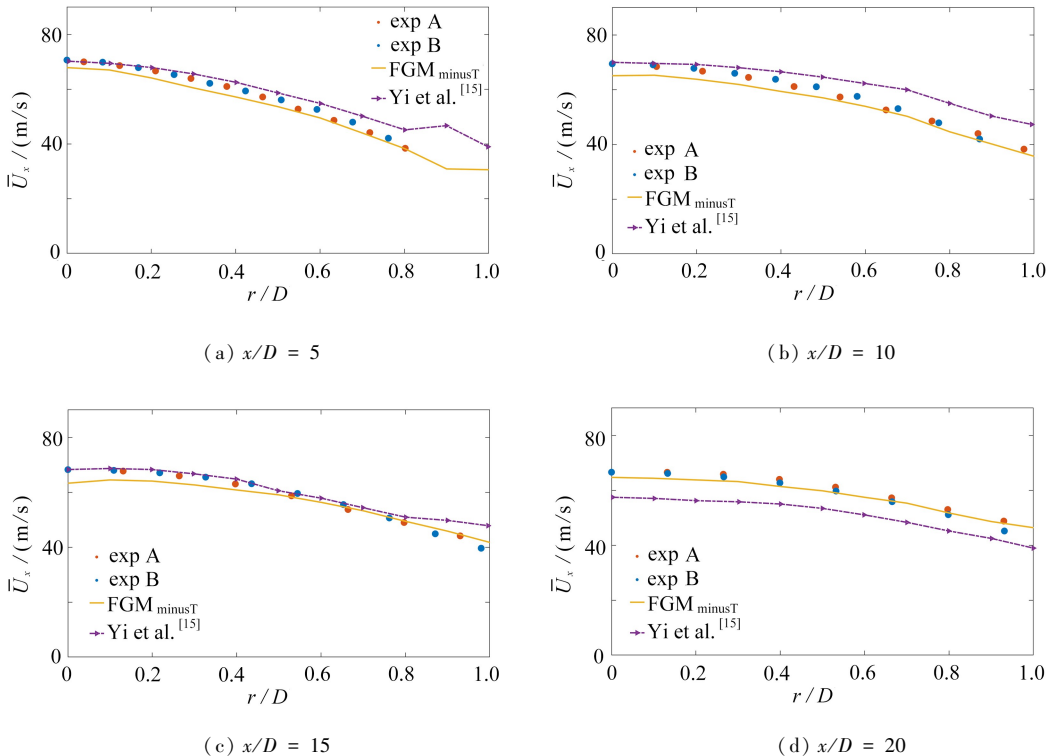 80
40
0
Ū_x / (m/s)
exp A
exp B
FGM minusT
Yi et al. [15]
0 0.2 0.4 0.6 0.8 1.0
r / D
(a) x/D = 5
80
40
0
Ū_x / (m/s)
exp A
exp B
FGM minusT
Yi et al. [15]
0 0.2 0.4 0.6 0.8 1.0
r / D
(b) x/D = 10
80
40
0
Ū_x / (m/s)
exp A
exp B
FGM minusT
Yi et al. [15]
0 0.2 0.4 0.6 0.8 1.0
r / D
(c) x/D = 15
80
40
0
Ū_x / (m/s)
exp A
exp B
FGM minusT
Yi et al. [15]
0 0.2 0.4 0.6 0.8 1.0
r / D
(d) x/D = 20